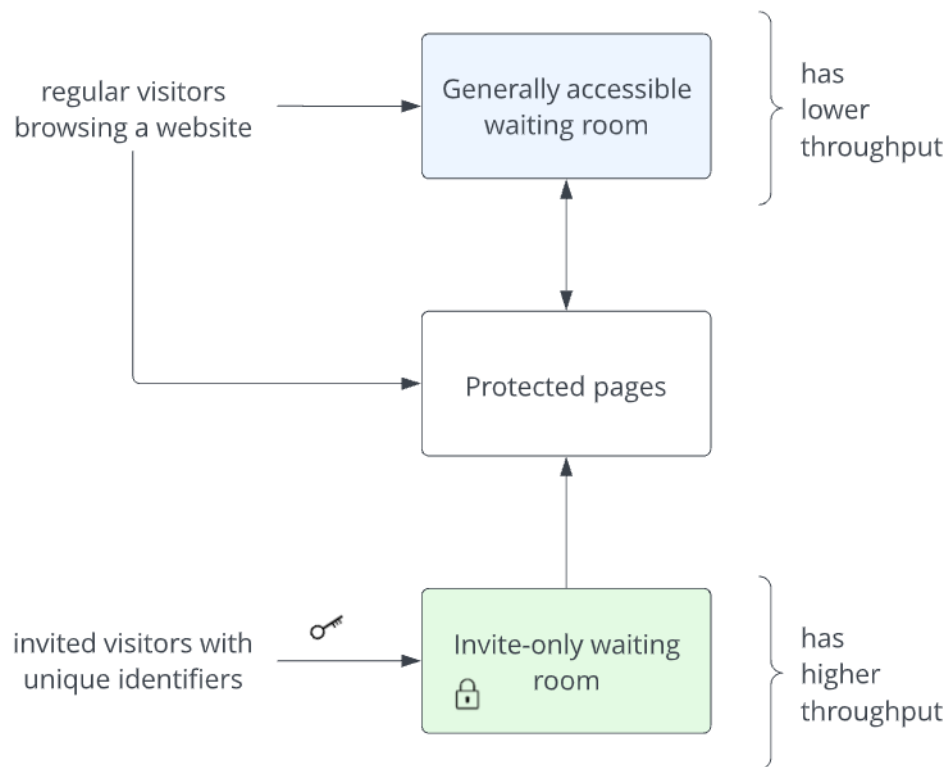 regular visitors
browsing a website
Generally accessible
waiting room
has
lower
throughput
Protected pages
invited visitors with
unique identifiers
Invite-only waiting
room
has
higher
throughput